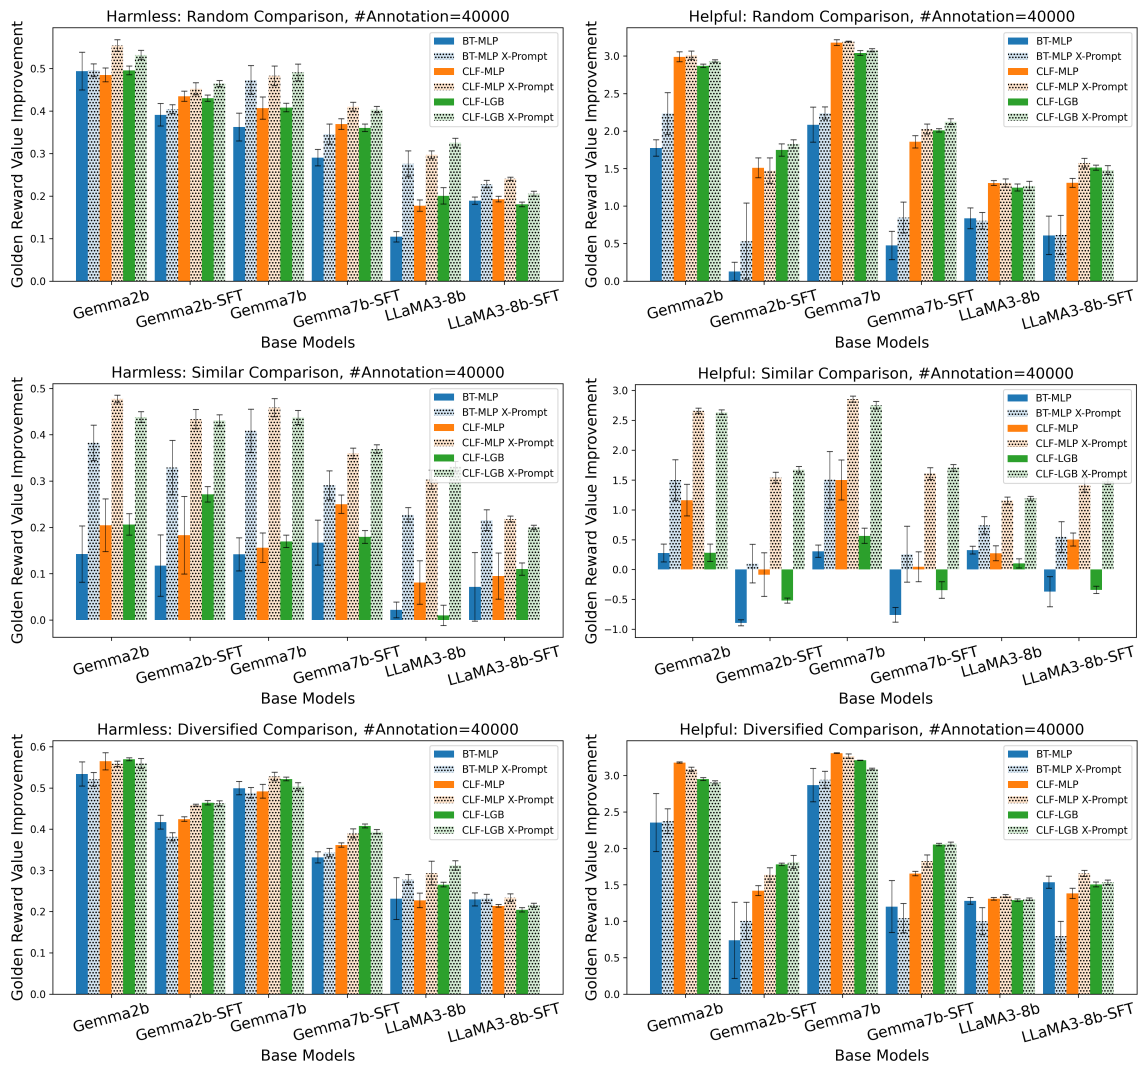 Harmless: Random Comparison, #Annotation=40000
Golden Reward Value Improvement
0.5
0.4
0.3
0.2
0.1
0.0
BT-MLP
BT-MLP X-Prompt
CLF-MLP
CLF-MLP X-Prompt
CLF-LGB
CLF-LGB X-Prompt
Gemma2b
Gemma2b-SFT
Gemma7b
Gemma7b-SFT
LLaMA3-8b
LLaMA3-8b-SFT
Base Models
Helpful: Random Comparison, #Annotation=40000
Golden Reward Value Improvement
3.0
2.5
2.0
1.5
1.0
0.5
0.0
BT-MLP
BT-MLP X-Prompt
CLF-MLP
CLF-MLP X-Prompt
CLF-LGB
CLF-LGB X-Prompt
Gemma2b
Gemma2b-SFT
Gemma7b
Gemma7b-SFT
LLaMA3-8b
LLaMA3-8b-SFT
Base Models
Harmless: Similar Comparison, #Annotation=40000
Golden Reward Value Improvement
0.5
0.4
0.3
0.2
0.1
0.0
BT-MLP
BT-MLP X-Prompt
CLF-MLP
CLF-MLP X-Prompt
CLF-LGB
CLF-LGB X-Prompt
Gemma2b
Gemma2b-SFT
Gemma7b
Gemma7b-SFT
LLaMA3-8b
LLaMA3-8b-SFT
Base Models
Helpful: Similar Comparison, #Annotation=40000
Golden Reward Value Improvement
3.0
2.5
2.0
1.5
1.0
0.5
0.0
−0.5
−1.0
BT-MLP
BT-MLP X-Prompt
CLF-MLP
CLF-MLP X-Prompt
CLF-LGB
CLF-LGB X-Prompt
Gemma2b
Gemma2b-SFT
Gemma7b
Gemma7b-SFT
LLaMA3-8b
LLaMA3-8b-SFT
Base Models
Harmless: Diversified Comparison, #Annotation=40000
Golden Reward Value Improvement
0.6
0.5
0.4
0.3
0.2
0.1
0.0
BT-MLP
BT-MLP X-Prompt
CLF-MLP
CLF-MLP X-Prompt
CLF-LGB
CLF-LGB X-Prompt
Gemma2b
Gemma2b-SFT
Gemma7b
Gemma7b-SFT
LLaMA3-8b
LLaMA3-8b-SFT
Base Models
Helpful: Diversified Comparison, #Annotation=40000
Golden Reward Value Improvement
3.0
2.5
2.0
1.5
1.0
0.5
0.0
BT-MLP
BT-MLP X-Prompt
CLF-MLP
CLF-MLP X-Prompt
CLF-LGB
CLF-LGB X-Prompt
Gemma2b
Gemma2b-SFT
Gemma7b
Gemma7b-SFT
LLaMA3-8b
LLaMA3-8b-SFT
Base Models